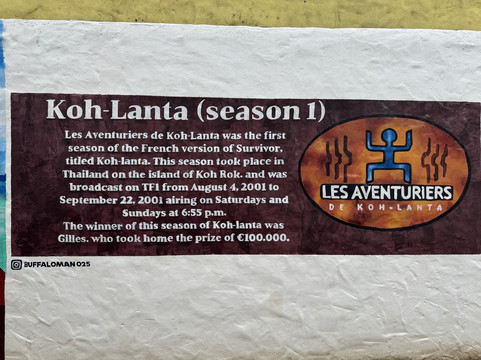 Koh-Lanta (season 1)
Les Aventuriers de Koh-Lanta was the first
season of the French version of Survivor,
titled Koh-lanta. This season took place in
Thailand on the island of Koh Rok, and was
broadcast on TF1 from August 4, 2001 to
September 22, 2001 airing on Saturdays and
Sundays at 6:55 p.m.
The winner of this season of Koh-lanta was
Gilles, who took home the prize of €100,000.
LES AVENTURIERS
DE KOH-LANTA
BUFFALOMAN 025